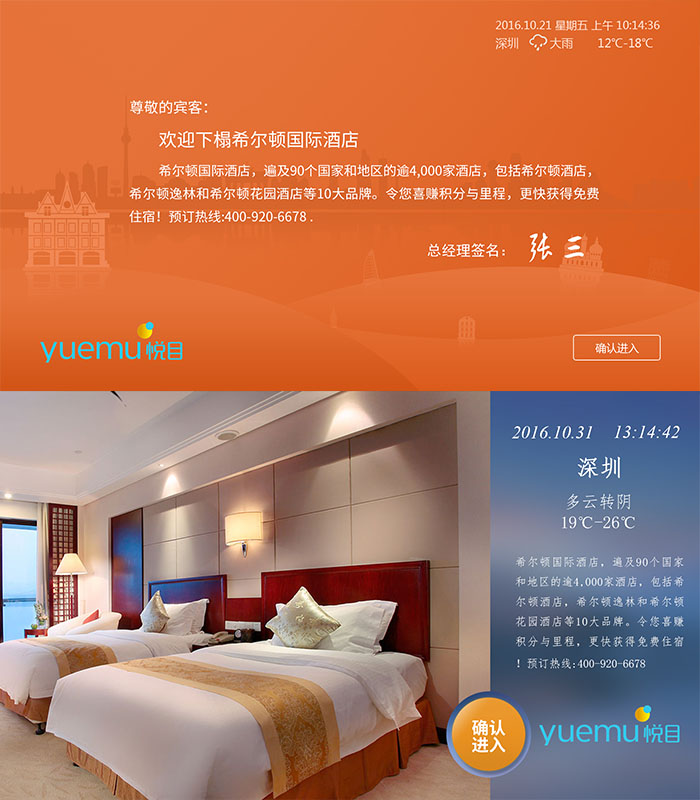 2016.10.21 星期五 上午 10:14:36
深圳 大雨 12℃-18℃
尊敬的宾客：
欢迎下榻希尔顿国际酒店
希尔顿国际酒店，遍及90个国家和地区的逾4,000家酒店，包括希尔顿酒店，
希尔顿逸林和希尔顿花园酒店等10大品牌。令您喜赚积分与里程，更快获得免费
住宿！预订热线:400-920-6678 .
总经理签名： 张三
yuemu悦目
确认进入
2016.10.31 13:14:42
深圳
多云转阴
19℃-26℃
希尔顿国际酒店，遍及90个国家
和地区的逾4,000家酒店，包括希
尔顿酒店，希尔顿逸林和希尔顿
花园酒店等10大品牌。令您喜赚
积分与里程，更快获得免费住宿
！预订热线:400-920-6678
确认
进入
yuemu悦目